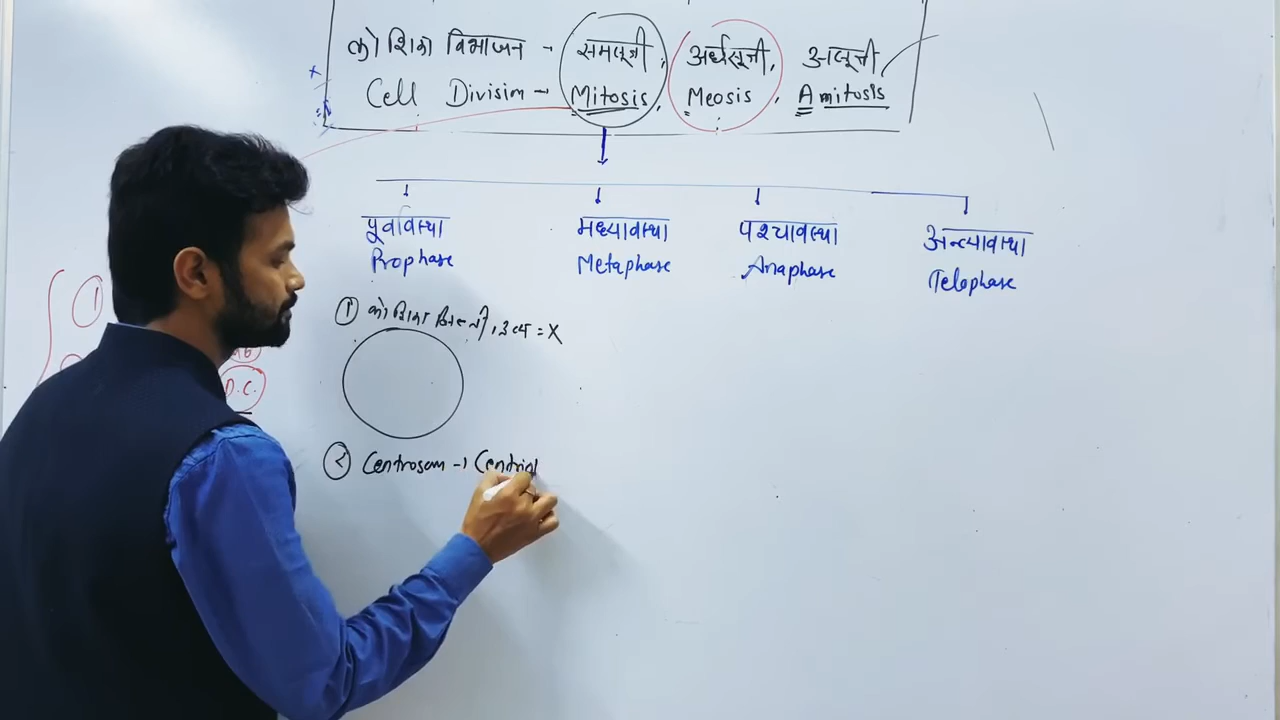 कोशिका विभाजन - समसूत्री, अर्धसूत्री, असूत्री
Cell Division - Mitosis, Meosis, Amitosis
पूर्वावस्था मध्यावस्था पश्चावस्था अन्त्यावस्था
Prophase Metaphase Anaphase Telophase
① कोशिका = X
② Centrosom → Centriol
①
D.C.